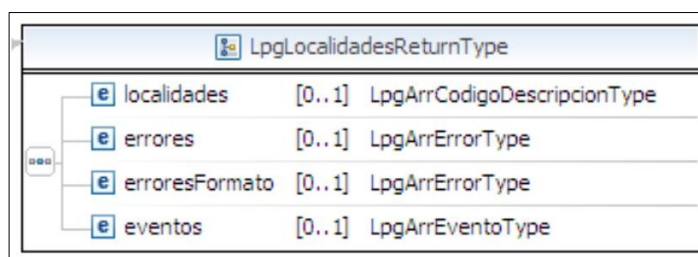 LpgLocalidadesReturnType
e localidades [0..1] LpgArrCodigoDescripcionType
e errores [0..1] LpgArrErrorType
e erroresFormato [0..1] LpgArrErrorType
e eventos [0..1] LpgArrEventoType